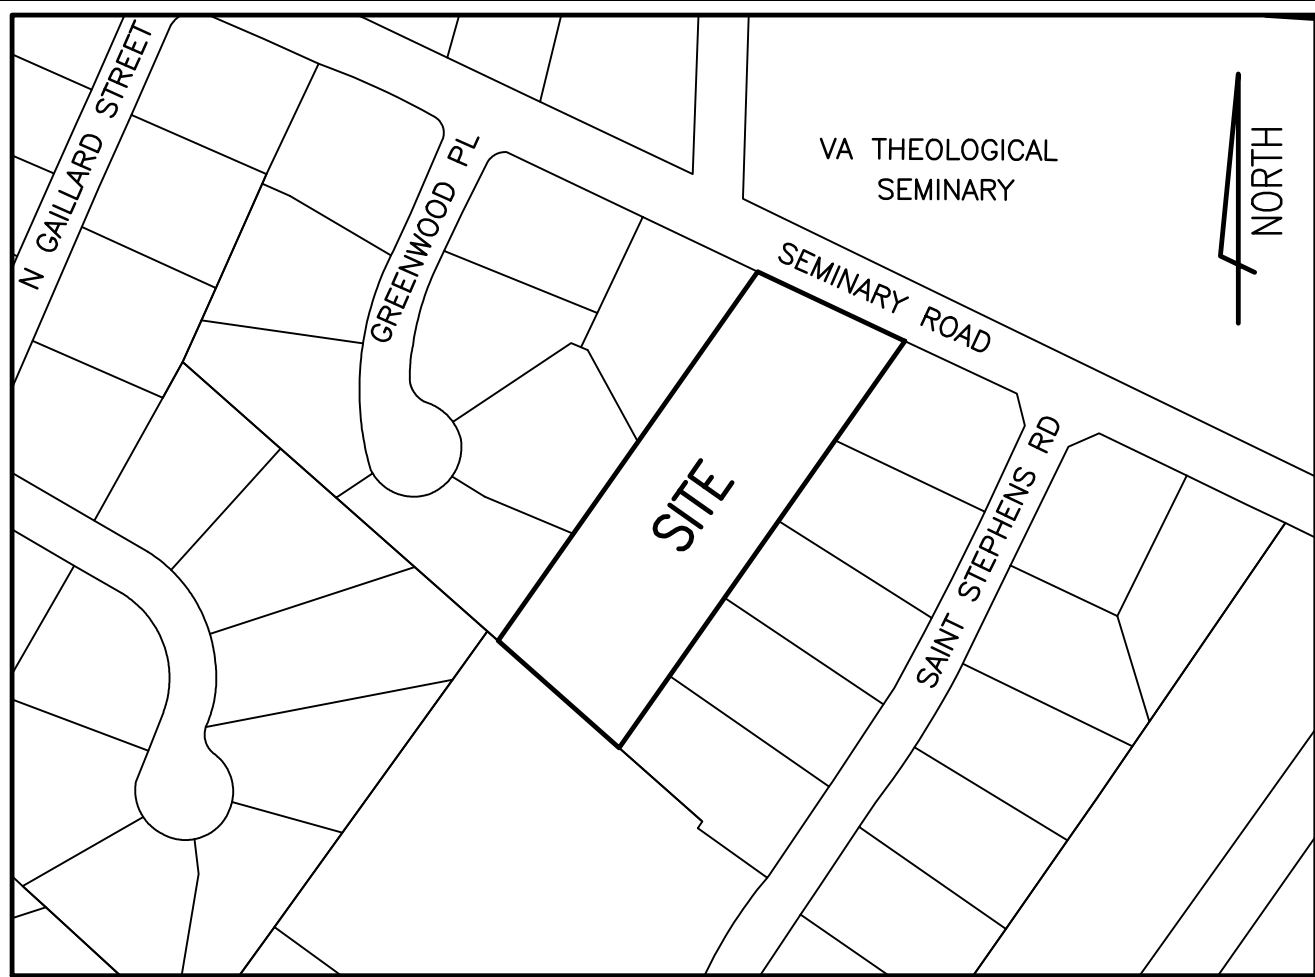 N GAILLARD STREET
GREENWOOD PL
VA THEOLOGICAL
SEMINARY
NORTH
SEMINARY ROAD
SITE
SAINT STEPHENS RD